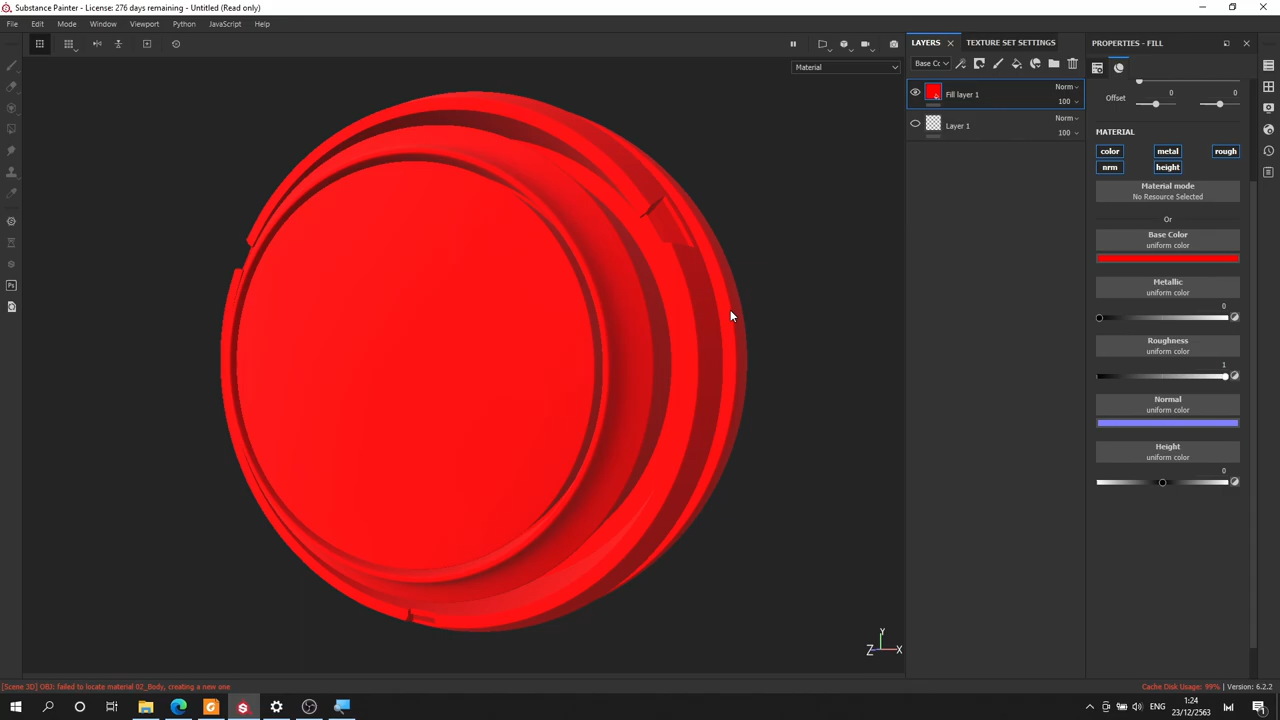 Substance Painter - License: 276 days remaining - Untitled (Read only)
File Edit Mode Window Viewport Python JavaScript Help
Material
LAYERS TEXTURE SET SETTINGS
Base Cc
Fill layer 1
Norm
100
Layer 1
Norm
100
PROPERTIES - FILL
Offset
0 0
MATERIAL
color metal rough
nrm height
Material mode
No Resource Selected
Or
Base Color
uniform color
Metallic
uniform color
0
Roughness
uniform color
1
Normal
uniform color
Height
uniform color
0
Y
Z X
[Scene 3D] OBJ: failed to locate material 02_Body, creating a new one
Cache Disk Usage: 99% | Version: 6.2.2
Ps
ENG
1:24
23/12/2563
1